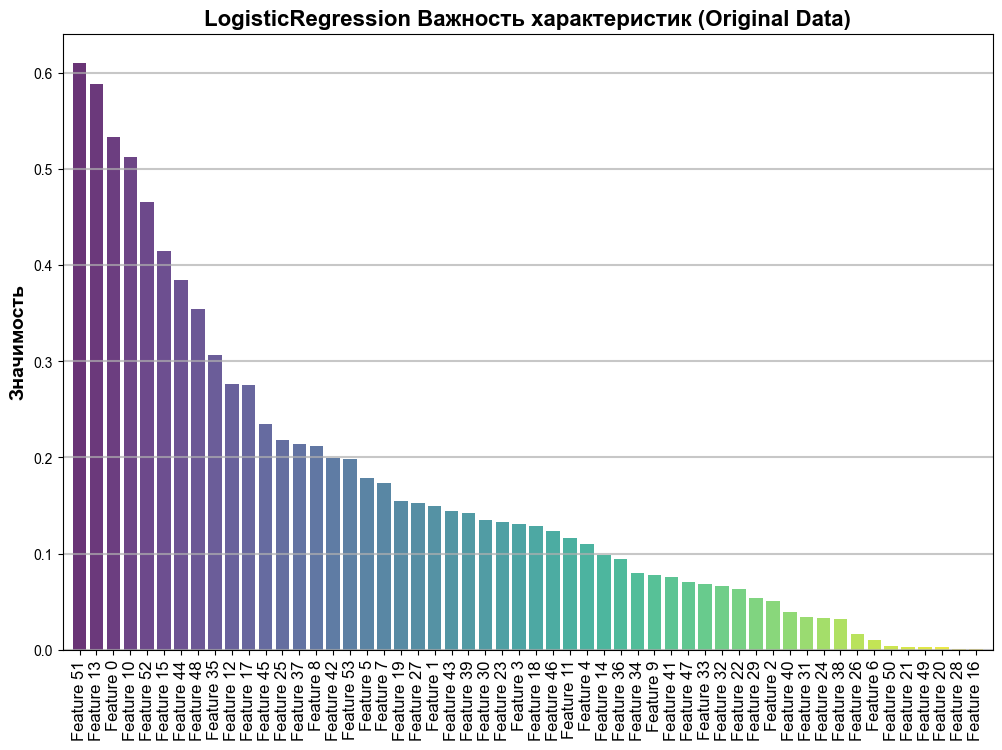 LogisticRegression Важность характеристик (Original Data)
Значимость
0.6
0.5
0.4
0.3
0.2
0.1
0.0
Feature 51
Feature 13
Feature 0
Feature 10
Feature 52
Feature 15
Feature 44
Feature 48
Feature 35
Feature 12
Feature 17
Feature 45
Feature 25
Feature 37
Feature 8
Feature 42
Feature 53
Feature 5
Feature 7
Feature 19
Feature 27
Feature 1
Feature 43
Feature 39
Feature 30
Feature 23
Feature 3
Feature 18
Feature 46
Feature 11
Feature 4
Feature 14
Feature 36
Feature 34
Feature 9
Feature 41
Feature 47
Feature 33
Feature 32
Feature 22
Feature 29
Feature 2
Feature 40
Feature 31
Feature 24
Feature 38
Feature 26
Feature 6
Feature 50
Feature 21
Feature 49
Feature 20
Feature 28
Feature 16